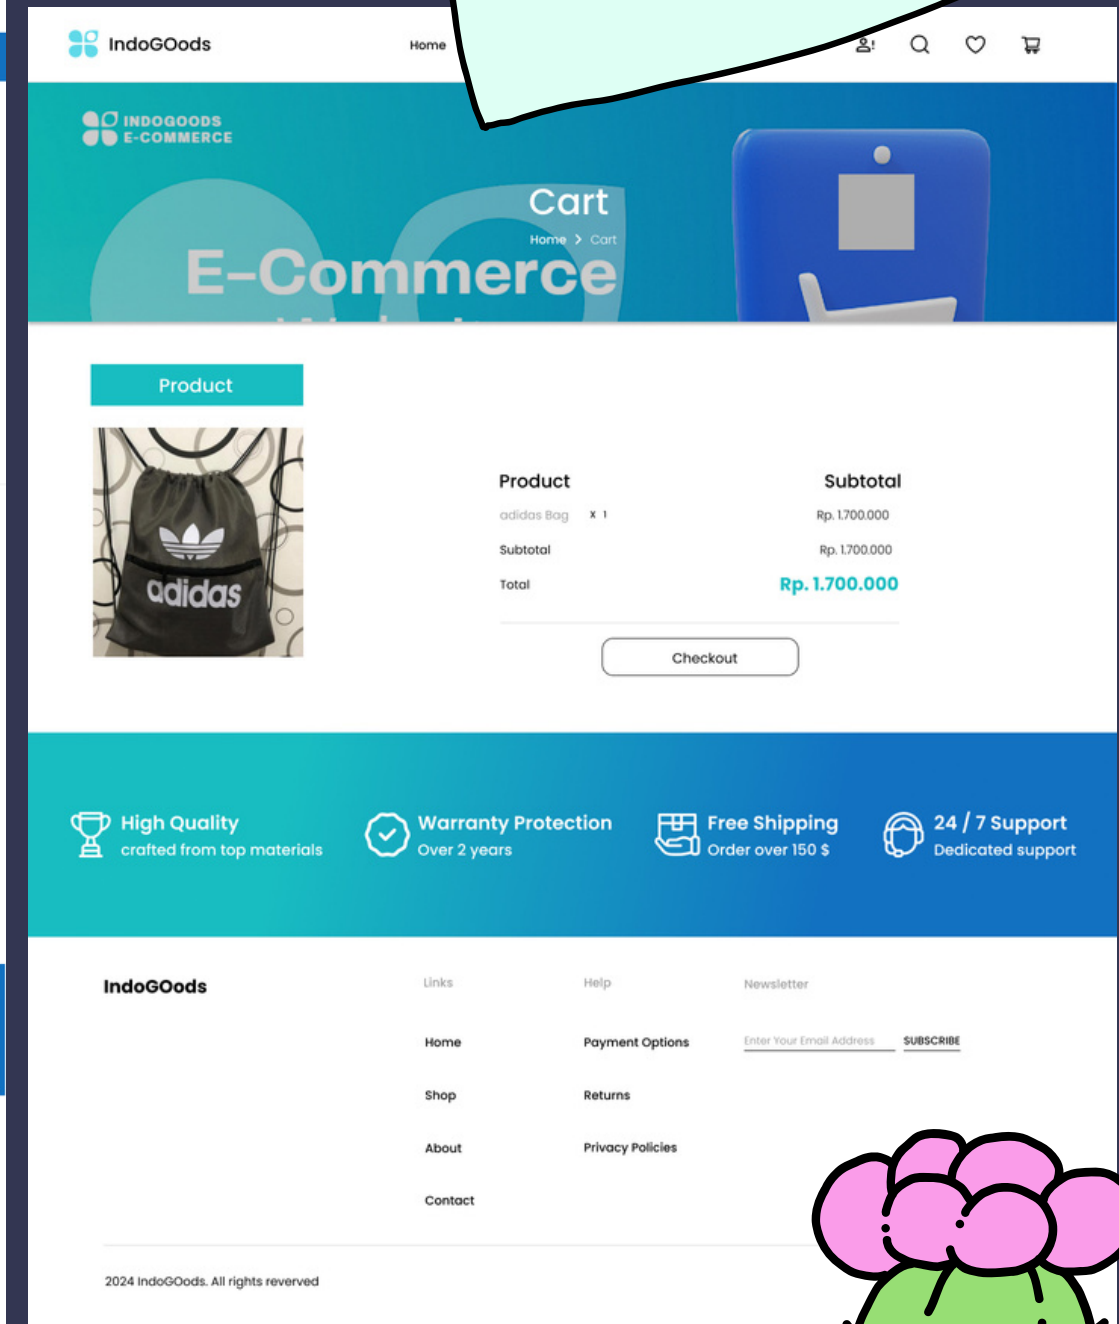 IndoGOods
Home
INDOGOODS
E-COMMERCE
Cart
Home > Cart
E-Commerce
Product
adidas
Product Subtotal
adidas Bag X 1 Rp. 1.700.000
Subtotal Rp. 1.700.000
Total Rp. 1.700.000
Checkout
High Quality
crafted from top materials
Warranty Protection
Over 2 years
Free Shipping
Order over 150 $
24 / 7 Support
Dedicated support
IndoGOods
Links
Home
Shop
About
Contact
Help
Payment Options
Returns
Privacy Policies
Newsletter
Enter Your Email Address SUBSCRIBE
2024 IndoGOods. All rights reverved